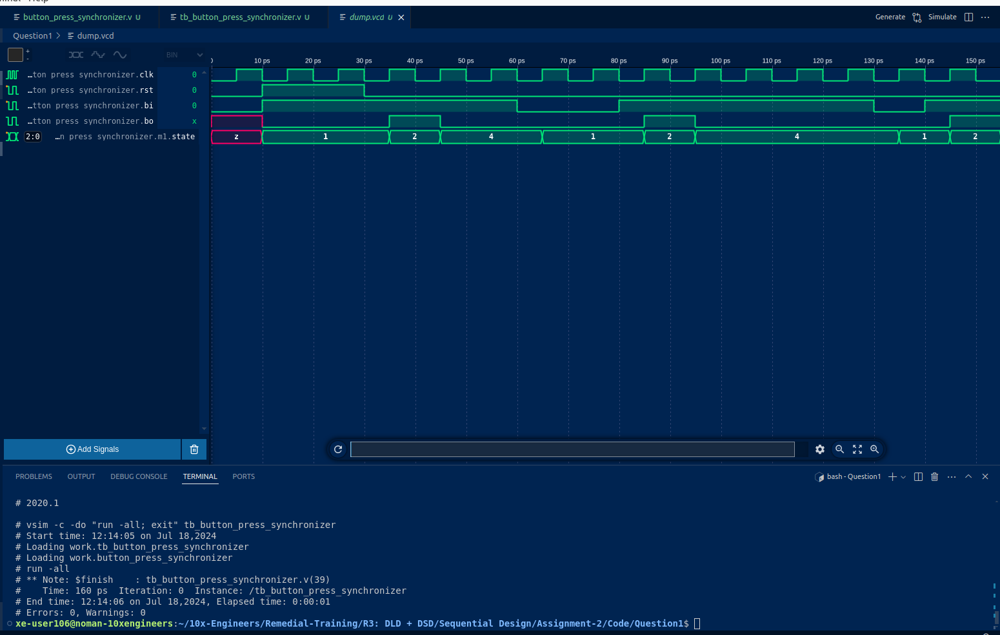 Help
button_press_synchronizer.v U tb_button_press_synchronizer.v U dump.vcd U
Generate Simulate
Question1 dump.vcd
+
-
BIN
0 10 ps 20 ps 30 ps 40 ps 50 ps 60 ps 70 ps 80 ps 90 ps 100 ps 110 ps 120 ps 130 ps 140 ps 150 ps
…ton press synchronizer.clk 0
…ton press synchronizer.rst 0
…tton press synchronizer.bi 0
…tton press synchronizer.bo x
2:0 …n press synchronizer.m1.state z 1 2 4 1 2 4 1 2
Add Signals
PROBLEMS OUTPUT DEBUG CONSOLE TERMINAL PORTS
bash - Question1
# 2020.1
# vsim -c -do "run -all; exit" tb_button_press_synchronizer
# Start time: 12:14:05 on Jul 18,2024
# Loading work.tb_button_press_synchronizer
# Loading work.button_press_synchronizer
# run -all
# ** Note: $finish    : tb_button_press_synchronizer.v(39)
#    Time: 160 ps  Iteration: 0  Instance: /tb_button_press_synchronizer
# End time: 12:14:06 on Jul 18,2024, Elapsed time: 0:00:01
# Errors: 0, Warnings: 0
xe-user106@noman-10xengineers:~/10x-Engineers/Remedial-Training/R3: DLD + DSD/Sequential Design/Assignment-2/Code/Question1$